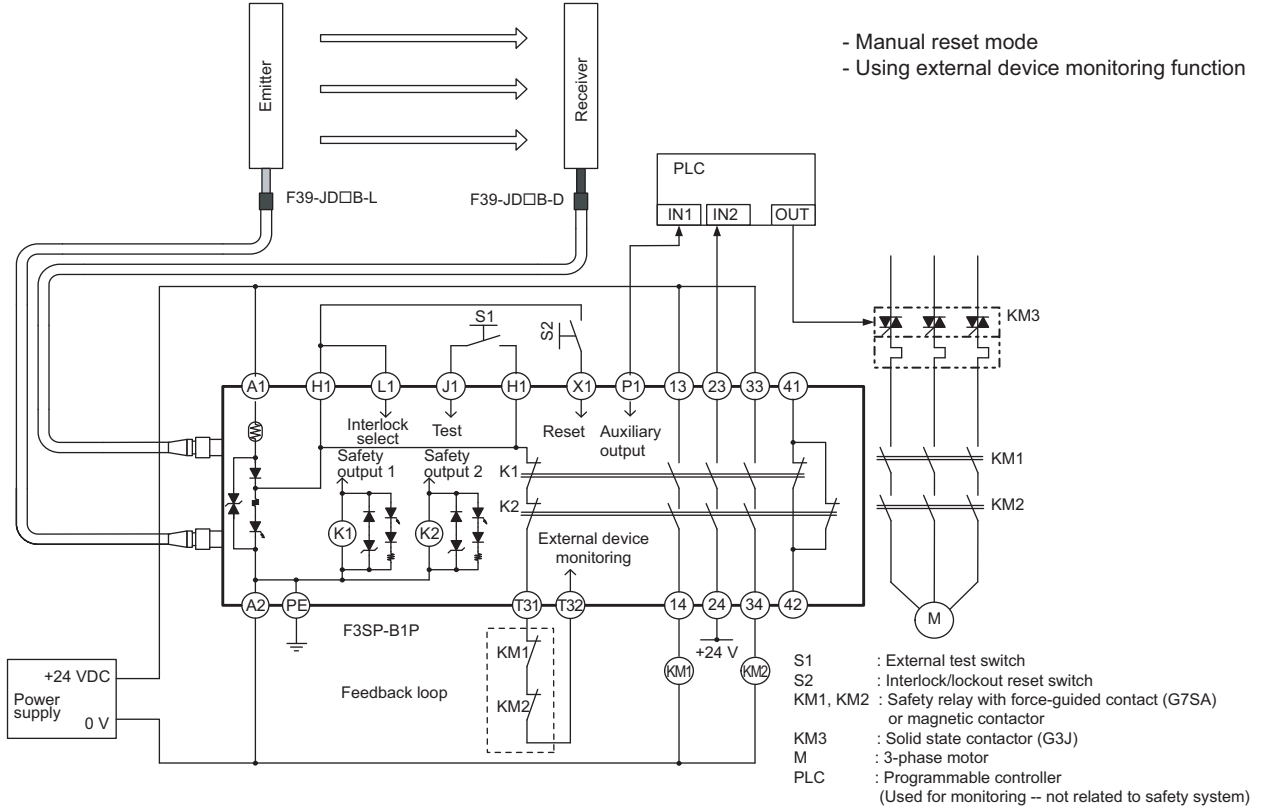 Emitter
Receiver
- Manual reset mode
- Using external device monitoring function
F39-JD□B-L
F39-JD□B-D
PLC
IN1 IN2 OUT
KM3
S1
S2
A1 H1 L1 J1 H1 X1 P1 13 23 33 41
Interlock
select
Test
Reset
Auxiliary
output
Safety
output 1
Safety
output 2
K1
K2
K1
K2
External device
monitoring
KM1
KM2
M
A2 PE T31 T32 14 24 34 42
F3SP-B1P
+24 V
KM1
KM2
KM1
KM2
Feedback loop
+24 VDC
Power
supply
0 V
S1 : External test switch
S2 : Interlock/lockout reset switch
KM1, KM2 : Safety relay with force-guided contact (G7SA)
or magnetic contactor
KM3 : Solid state contactor (G3J)
M : 3-phase motor
PLC : Programmable controller
(Used for monitoring -- not related to safety system)